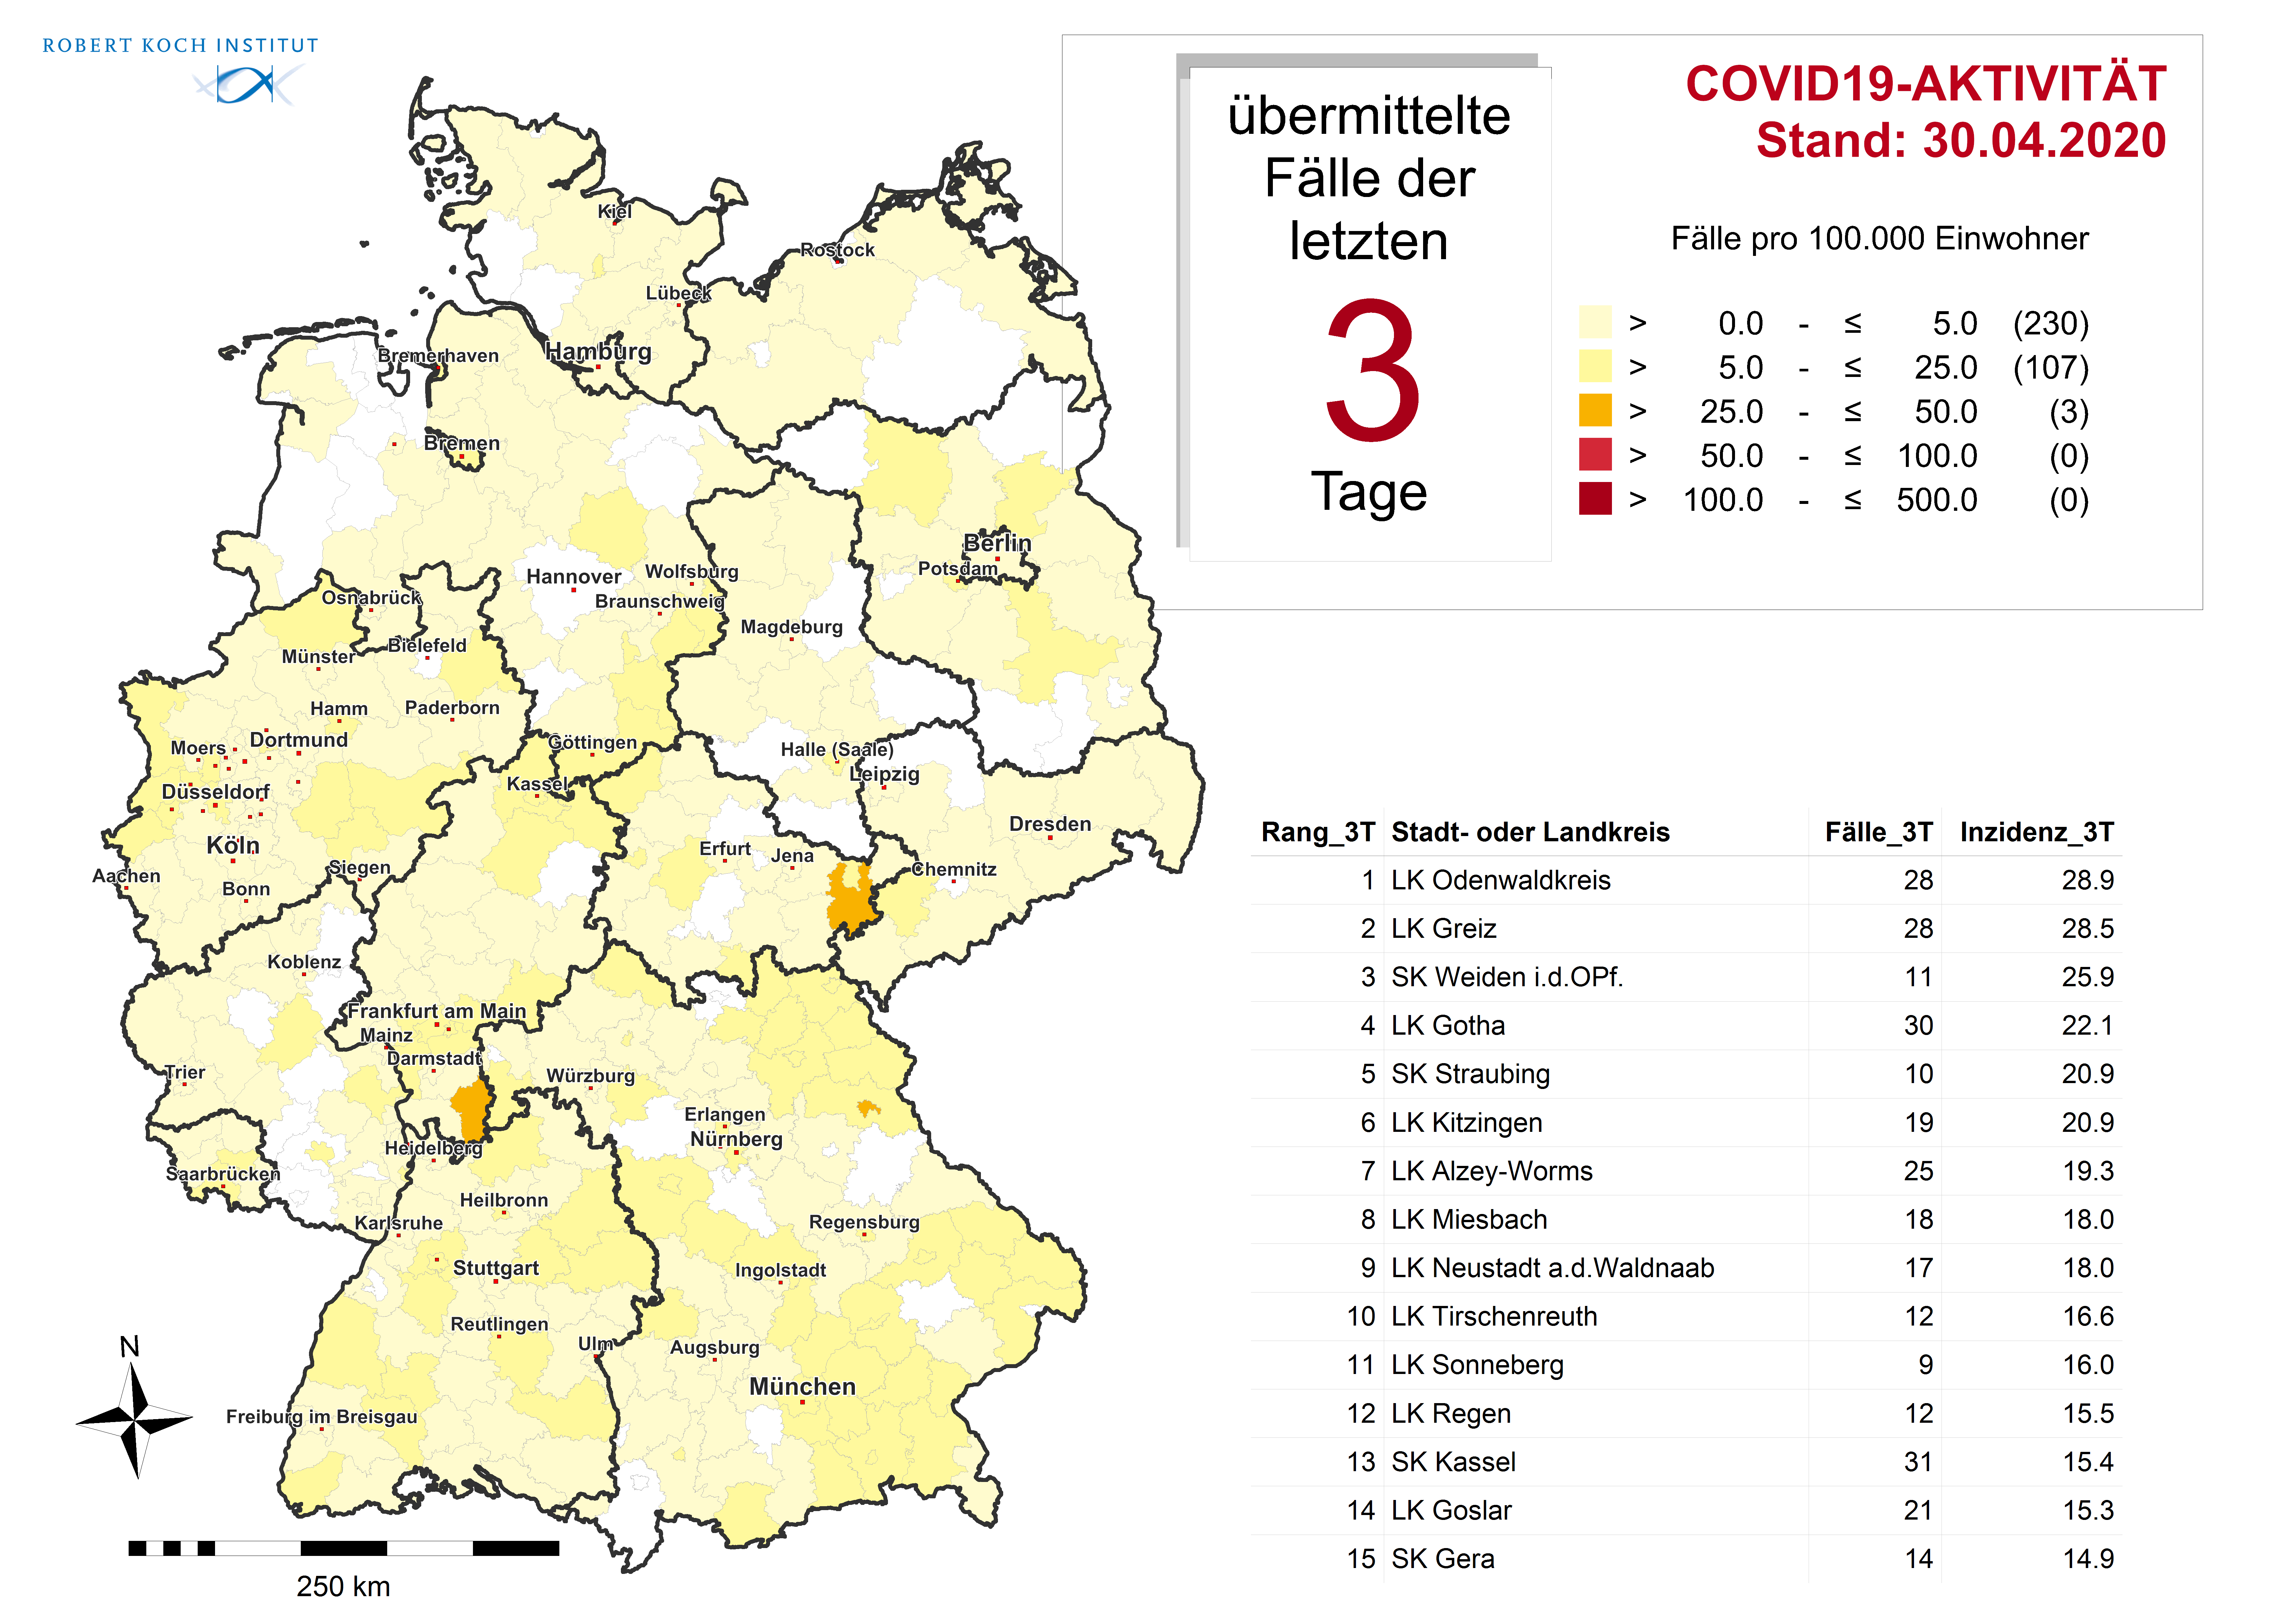 ROBERT KOCH INSTITUT
übermittelte
Fälle der
letzten
3
Tage
COVID19-AKTIVITÄT
Stand: 30.04.2020
Fälle pro 100.000 Einwohner
> 0.0 - ≤ 5.0 (230)
> 5.0 - ≤ 25.0 (107)
> 25.0 - ≤ 50.0 (3)
> 50.0 - ≤ 100.0 (0)
> 100.0 - ≤ 500.0 (0)
Kiel
Rostock
Lübeck
Bremerhaven
Hamburg
Bremen
Berlin
Potsdam
Hannover
Wolfsburg
Braunschweig
Osnabrück
Magdeburg
Bielefeld
Münster
Hamm
Paderborn
Moers
Dortmund
Göttingen
Halle (Saale)
Leipzig
Kassel
Düsseldorf
Dresden
Köln
Erfurt
Jena
Chemnitz
Siegen
Aachen
Bonn
Koblenz
Frankfurt am Main
Mainz
Darmstadt
Trier
Würzburg
Erlangen
Nürnberg
Heidelberg
Saarbrücken
Heilbronn
Karlsruhe
Regensburg
Stuttgart
Ingolstadt
Reutlingen
Ulm
Augsburg
München
Freiburg im Breisgau
N
250 km
Rang_3T Stadt- oder Landkreis Fälle_3T Inzidenz_3T
1 LK Odenwaldkreis 28 28.9
2 LK Greiz 28 28.5
3 SK Weiden i.d.OPf. 11 25.9
4 LK Gotha 30 22.1
5 SK Straubing 10 20.9
6 LK Kitzingen 19 20.9
7 LK Alzey-Worms 25 19.3
8 LK Miesbach 18 18.0
9 LK Neustadt a.d.Waldnaab 17 18.0
10 LK Tirschenreuth 12 16.6
11 LK Sonneberg 9 16.0
12 LK Regen 12 15.5
13 SK Kassel 31 15.4
14 LK Goslar 21 15.3
15 SK Gera 14 14.9